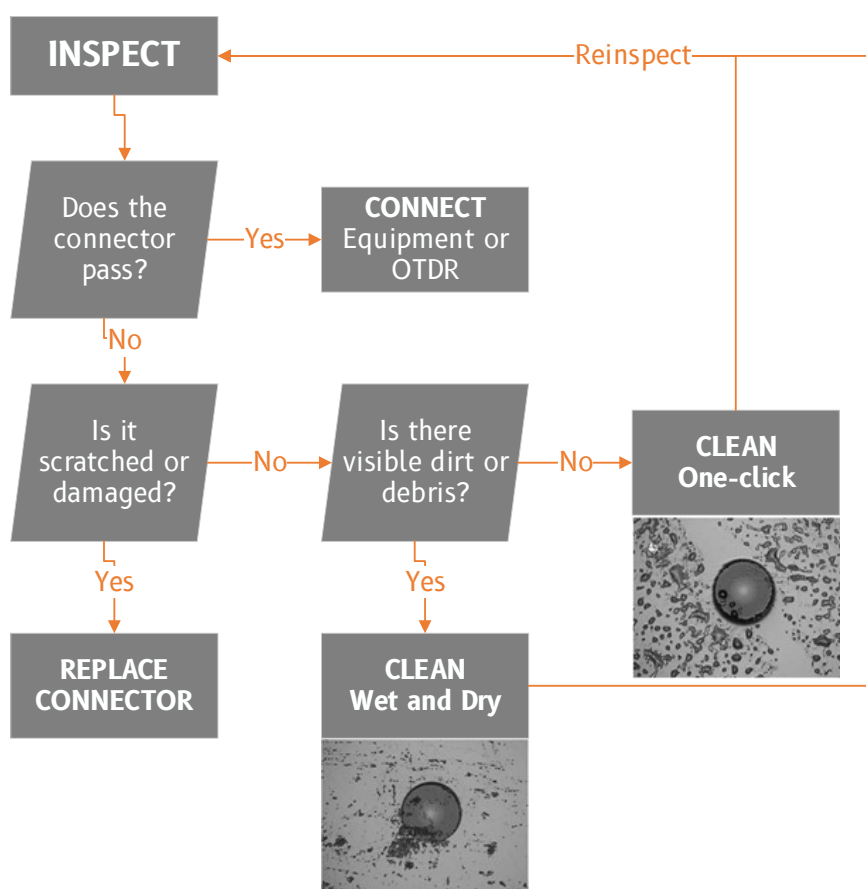 INSPECT
Reinspect
Does the
connector
pass?
Yes
CONNECT
Equipment or
OTDR
No
Is it
scratched or
damaged?
No
Is there
visible dirt or
debris?
No
CLEAN
One-click
Yes
Yes
REPLACE
CONNECTOR
CLEAN
Wet and Dry